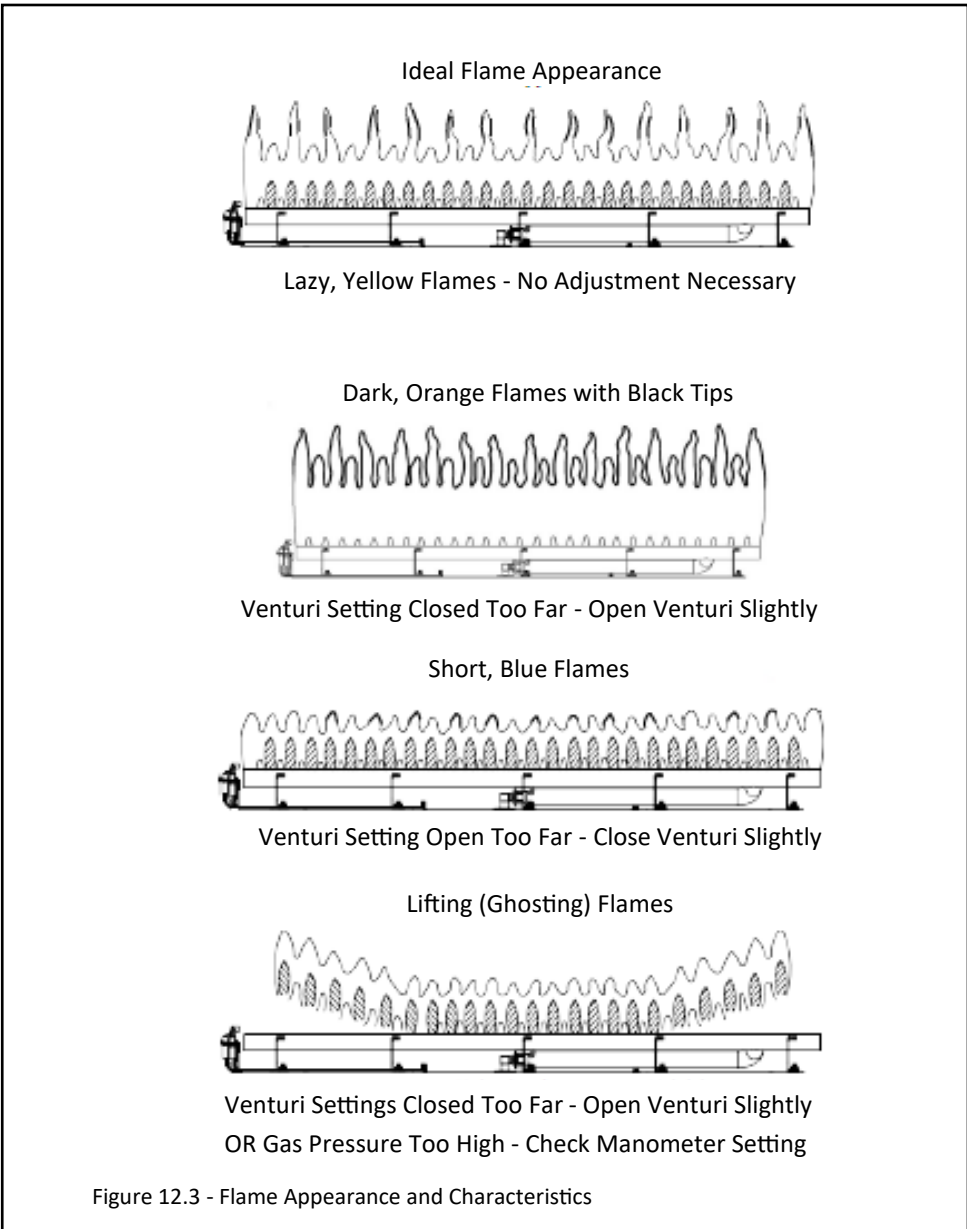 Ideal Flame Appearance
Lazy, Yellow Flames - No Adjustment Necessary
Dark, Orange Flames with Black Tips
Venturi Setting Closed Too Far - Open Venturi Slightly
Short, Blue Flames
Venturi Setting Open Too Far - Close Venturi Slightly
Lifting (Ghosting) Flames
Venturi Settings Closed Too Far - Open Venturi Slightly
OR Gas Pressure Too High - Check Manometer Setting
Figure 12.3 - Flame Appearance and Characteristics